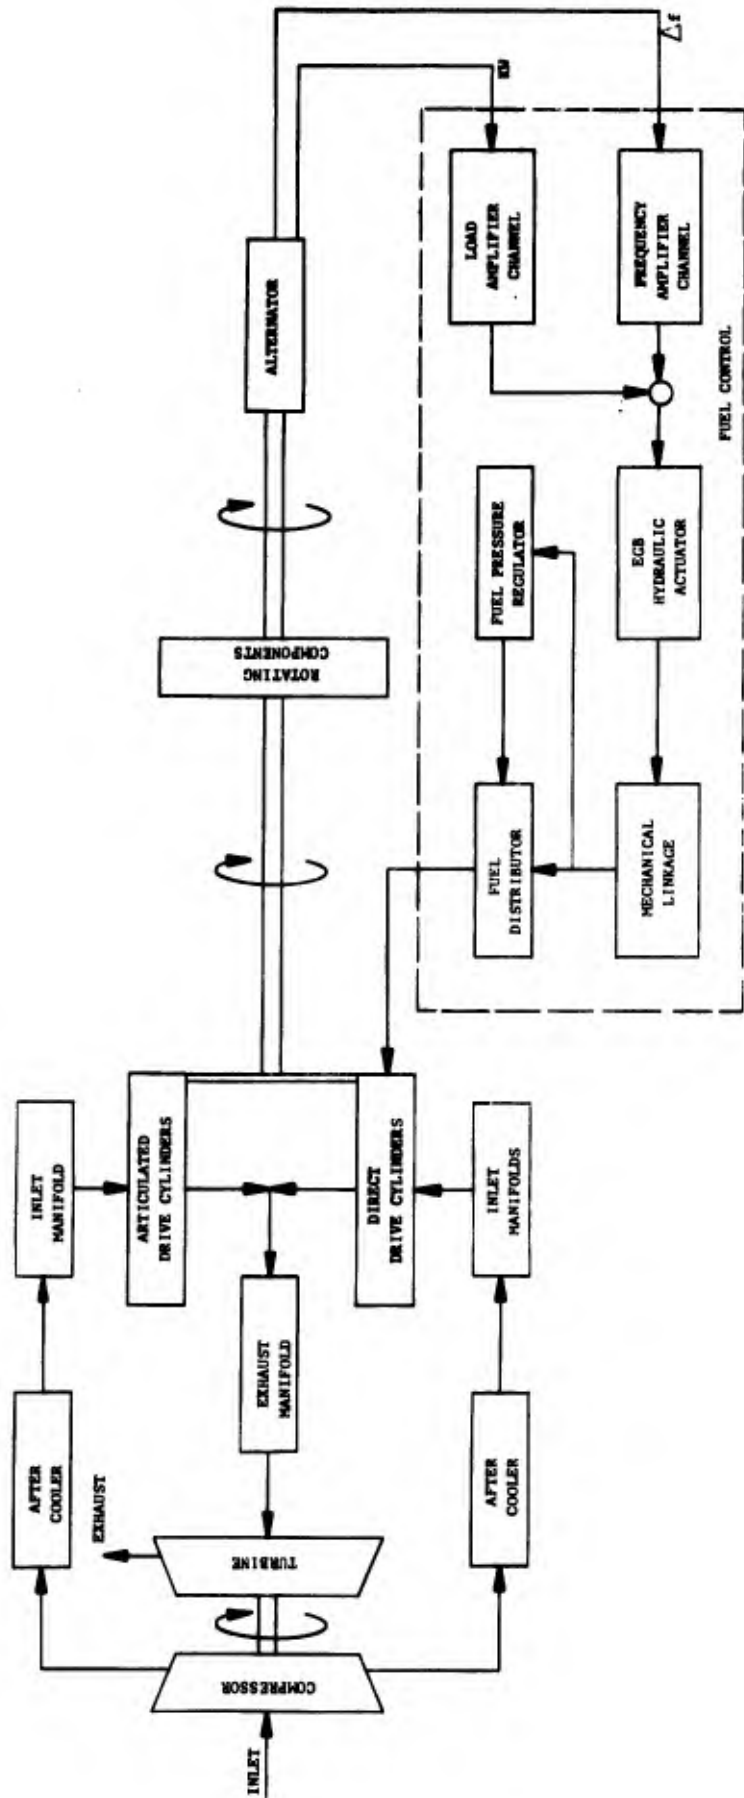 INLET
COMPRESSOR
TURBINE
EXHAUST
AFTER
COOLER
INLET
MANIFOLD
ARTICULATED
DRIVE CYLINDERS
EXHAUST
MANIFOLD
DIRECT
DRIVE CYLINDERS
INLET
MANIFOLDS
AFTER
COOLER
ROTATING
COMPONENTS
ALTERNATOR
KW
Δf
LOAD
AMPLIFIER
CHANNEL
FREQUENCY
AMPLIFIER
CHANNEL
FUEL PRESSURE
REGULATOR
EGB
HYDRAULIC
ACTUATOR
FUEL
DISTRIBUTOR
MECHANICAL
LINKAGE
FUEL CONTROL